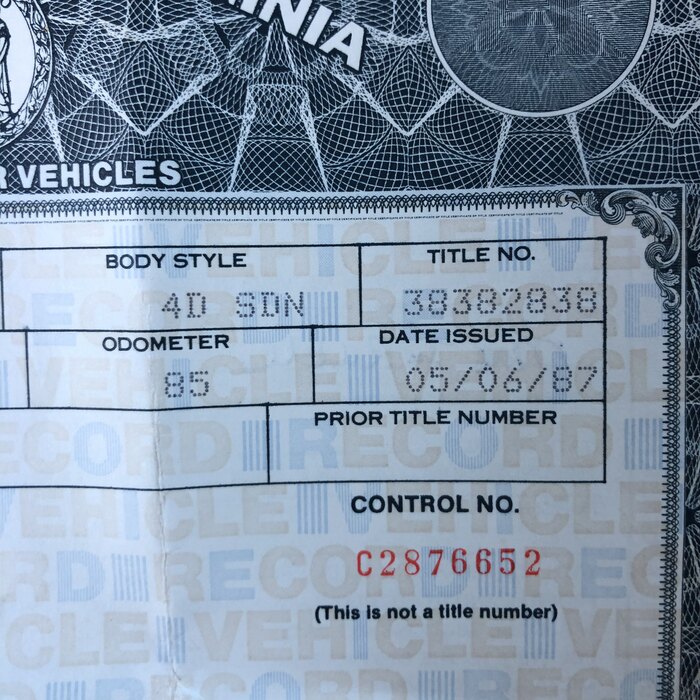 INIA
R VEHICLES
BODY STYLE TITLE NO.
4D SDN 38382838
ODOMETER DATE ISSUED
85 05/06/87
PRIOR TITLE NUMBER
CONTROL NO.
C2876652
(This is not a title number)